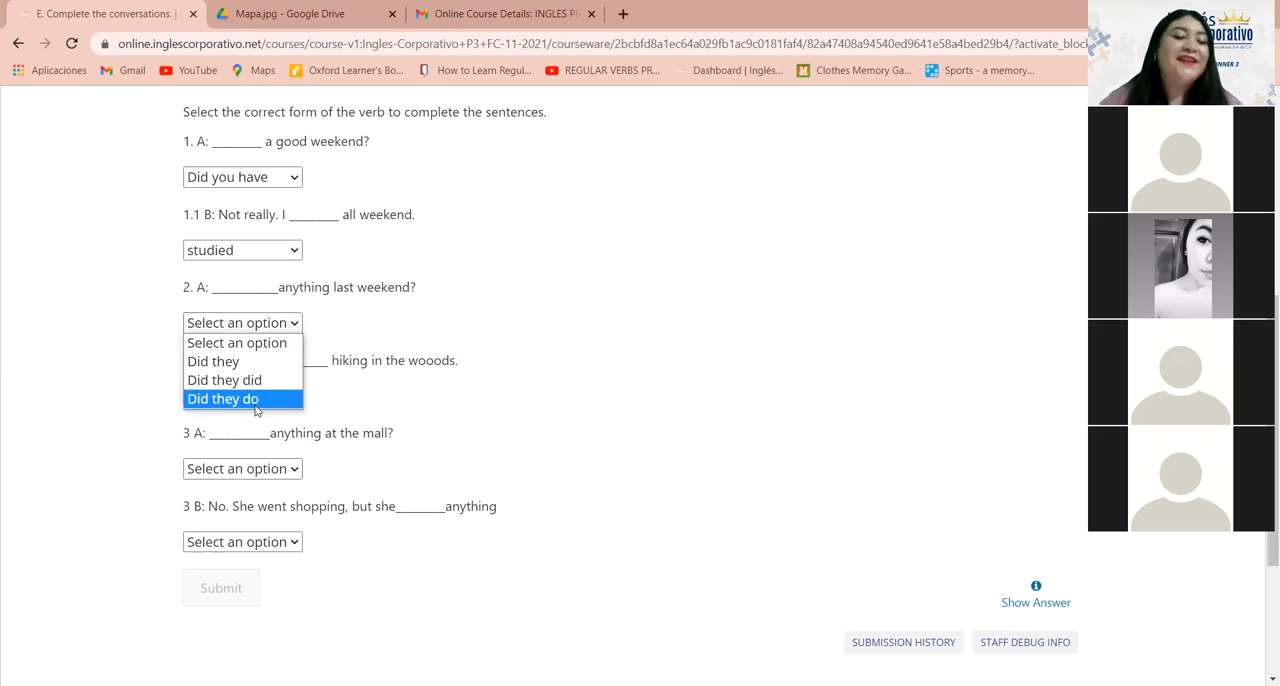 E. Complete the conversations. |
Mapa.jpg - Google Drive
Online Course Details: INGLES PR
online.inglescorporativo.net/courses/course-v1:Ingles-Corporativo+P3+FC-11-2021/courseware/2bcbfd8a1ec64a029fb1ac9c0181faf4/82a47408a94540ed9641e58a4bed29b4/?activate_block
Aplicaciones
Gmail
YouTube
Maps
Oxford Learner's Bo...
How to Learn Regul...
REGULAR VERBS PR...
Dashboard | Inglés...
Clothes Memory Ga...
Sports - a memory...
Select the correct form of the verb to complete the sentences.
1. A: ________ a good weekend?
Did you have
1.1 B: Not really. I ________ all weekend.
studied
2. A: ___________anything last weekend?
Select an option
Select an option
Did they
Did they did
Did they do
____ hiking in the wooods.
3 A: __________anything at the mall?
Select an option
3 B: No. She went shopping, but she________anything
Select an option
Submit
Show Answer
SUBMISSION HISTORY
STAFF DEBUG INFO